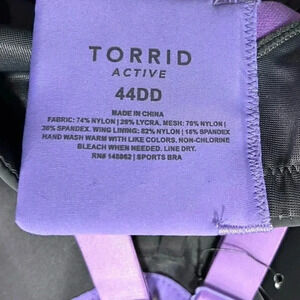 TORRID
ACTIVE
44DD
MADE IN CHINA
FABRIC: 74% NYLON | 26% LYCRA. MESH: 70% NYLON |
30% SPANDEX. WING LINING: 82% NYLON | 18% SPANDEX
HAND WASH WARM WITH LIKE COLORS. NON-CHLORINE
BLEACH WHEN NEEDED. LINE DRY.
RN# 148862 | SPORTS BRA